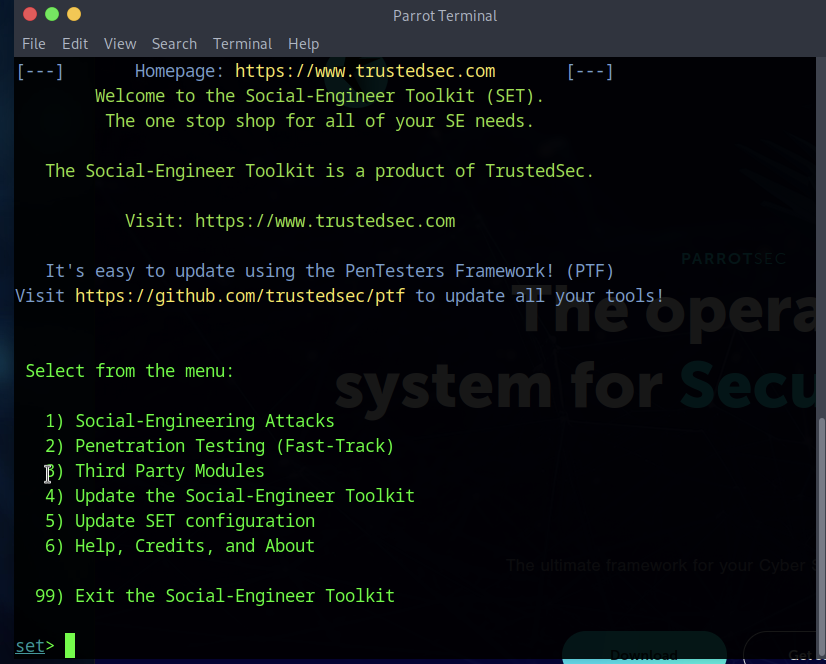 Parrot Terminal
File Edit View Search Terminal Help
[---] Homepage: https://www.trustedsec.com [---]
Welcome to the Social-Engineer Toolkit (SET).
The one stop shop for all of your SE needs.
The Social-Engineer Toolkit is a product of TrustedSec.
Visit: https://www.trustedsec.com
It's easy to update using the PenTesters Framework! (PTF)
Visit https://github.com/trustedsec/ptf to update all your tools!
Select from the menu:
1) Social-Engineering Attacks
2) Penetration Testing (Fast-Track)
3) Third Party Modules
4) Update the Social-Engineer Toolkit
5) Update SET configuration
6) Help, Credits, and About
99) Exit the Social-Engineer Toolkit
set>
PARROTSEC
The opera
system for Secu
The ultimate framework for your Cyber S
Download
Get